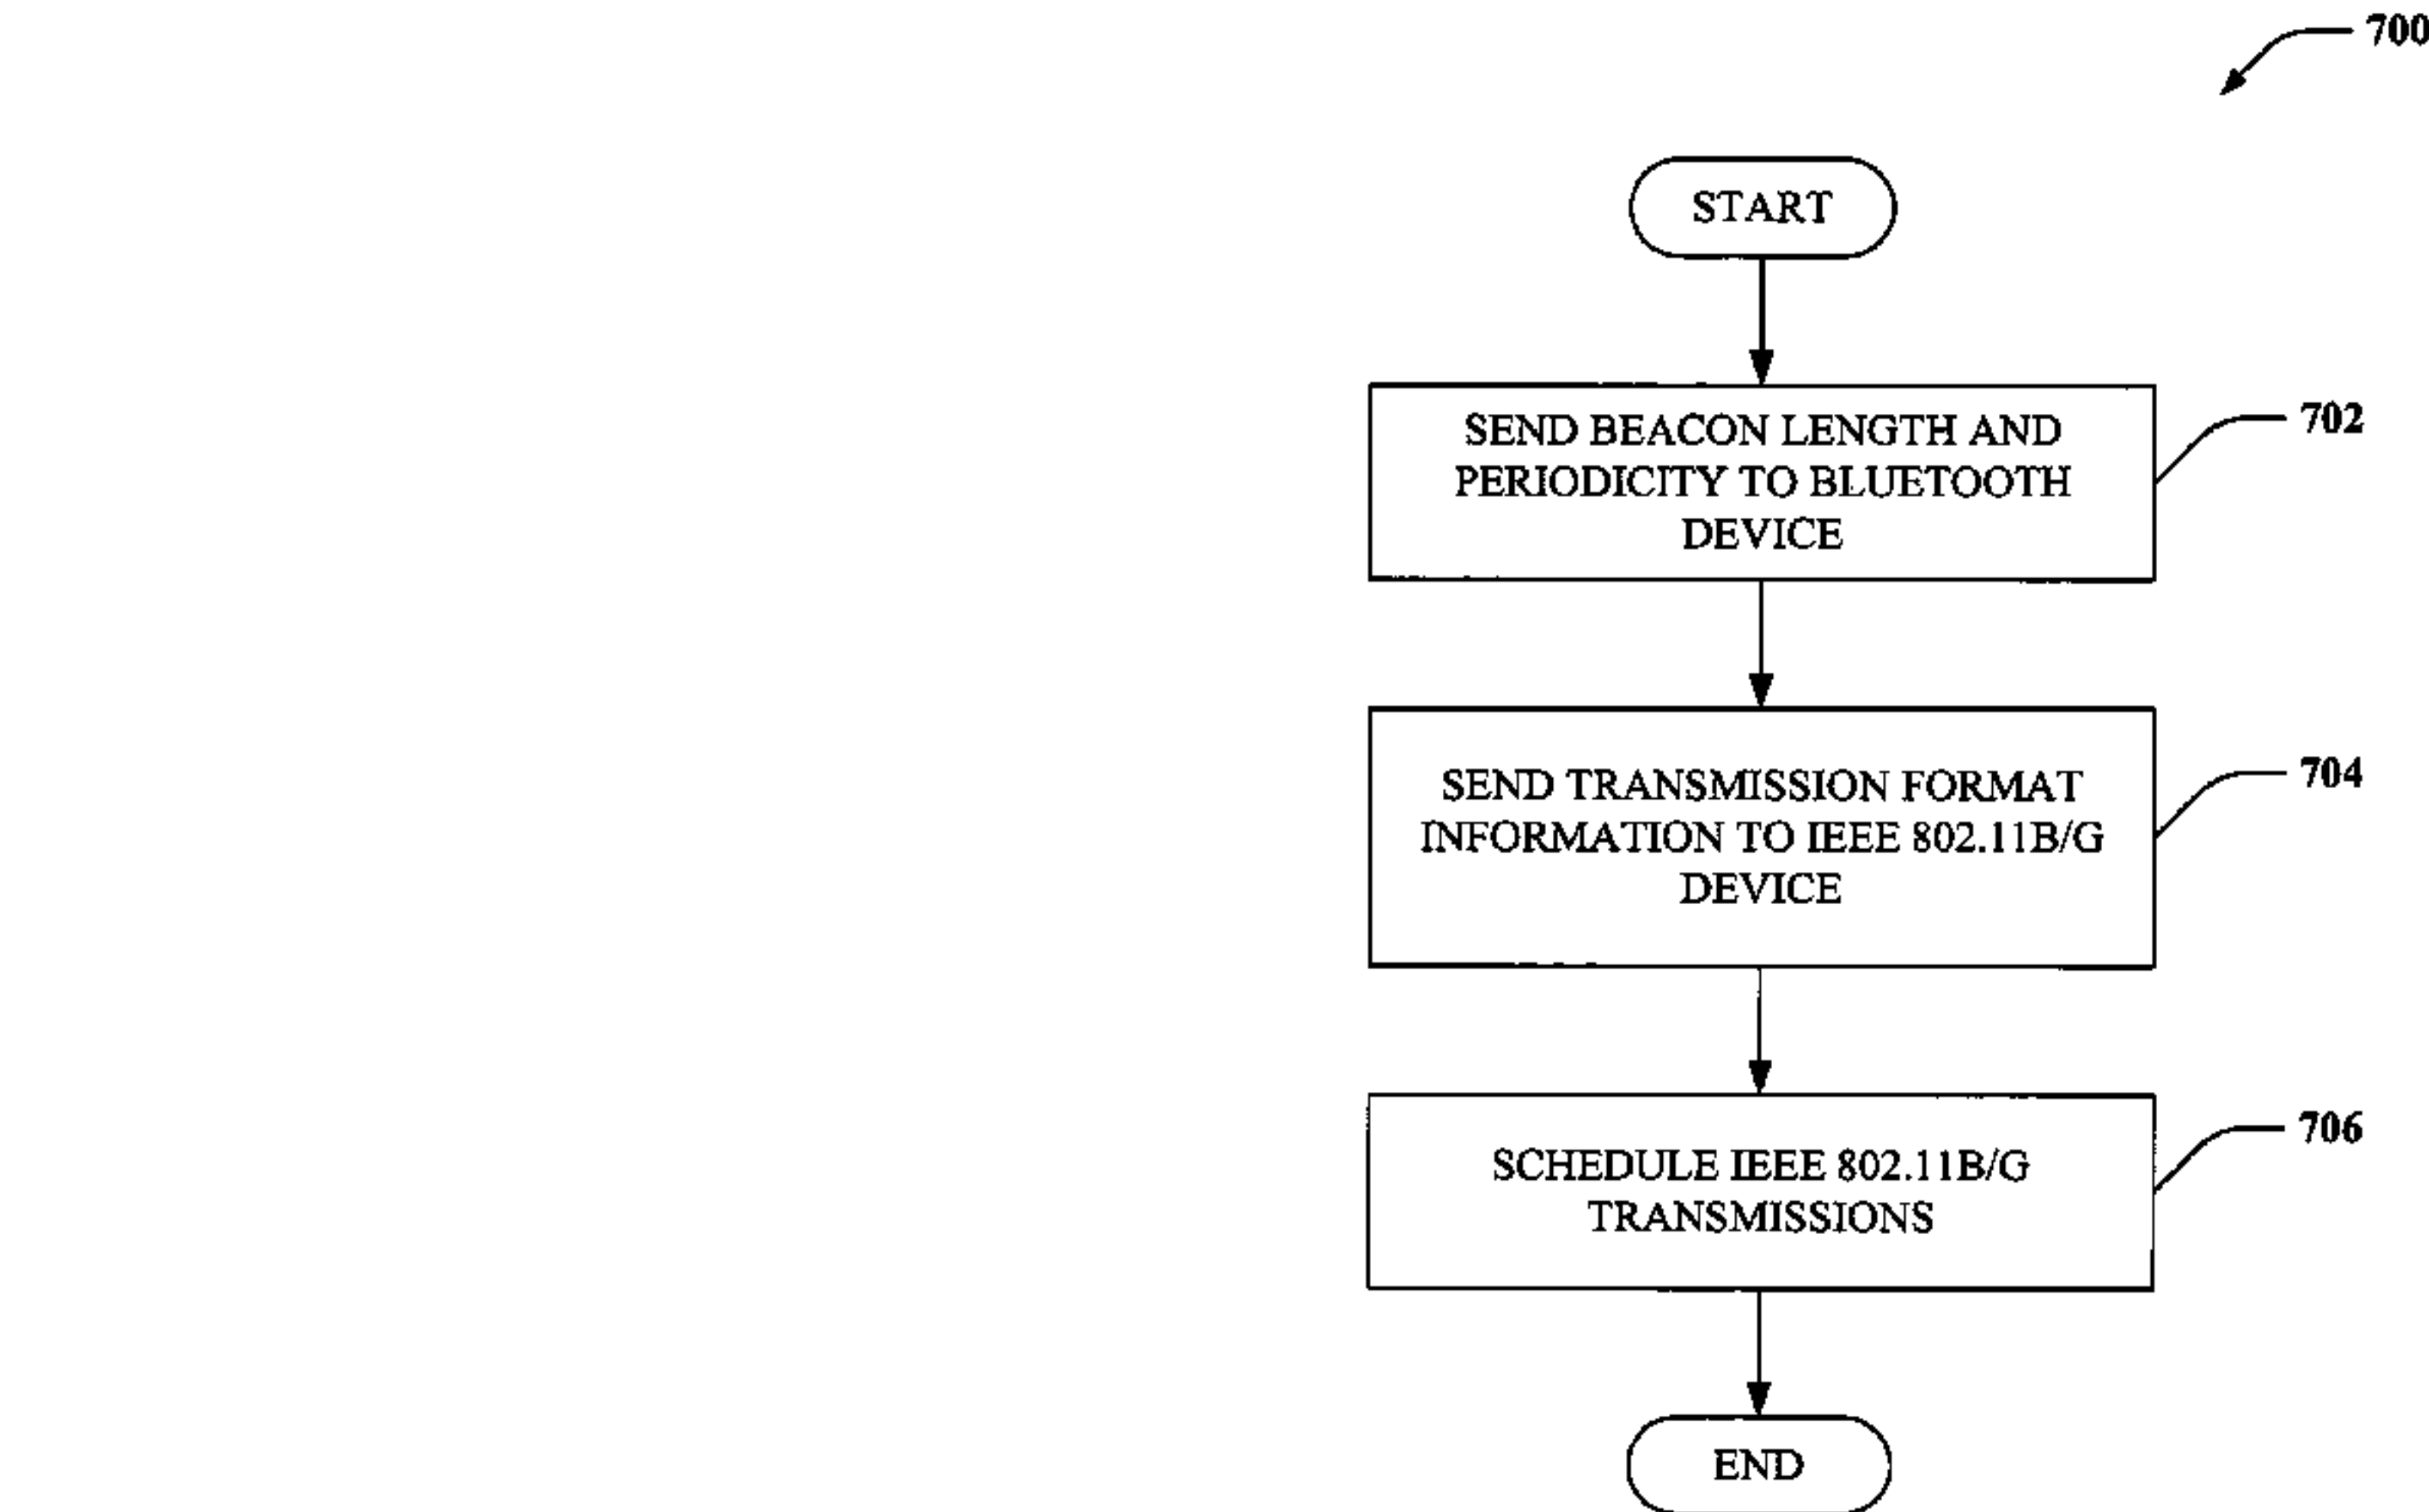 700
START
SEND BEACON LENGTH AND
PERIODICITY TO BLUETOOTH
DEVICE
702
SEND TRANSMISSION FORMAT
INFORMATION TO IEEE 802.11B/G
DEVICE
704
SCHEDULE IEEE 802.11B/G
TRANSMISSIONS
706
END